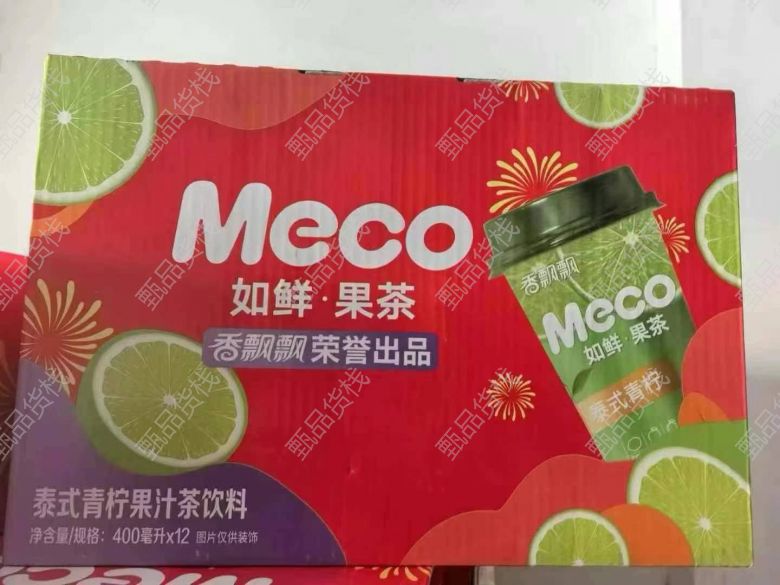 Meco
如鲜·果茶
香飘飘 荣誉出品
香飘飘
Meco
如鲜·果茶
泰式青柠
泰式青柠果汁茶饮料
净含量/规格：400毫升x12 图片仅供装饰
Meco
甄品货栈